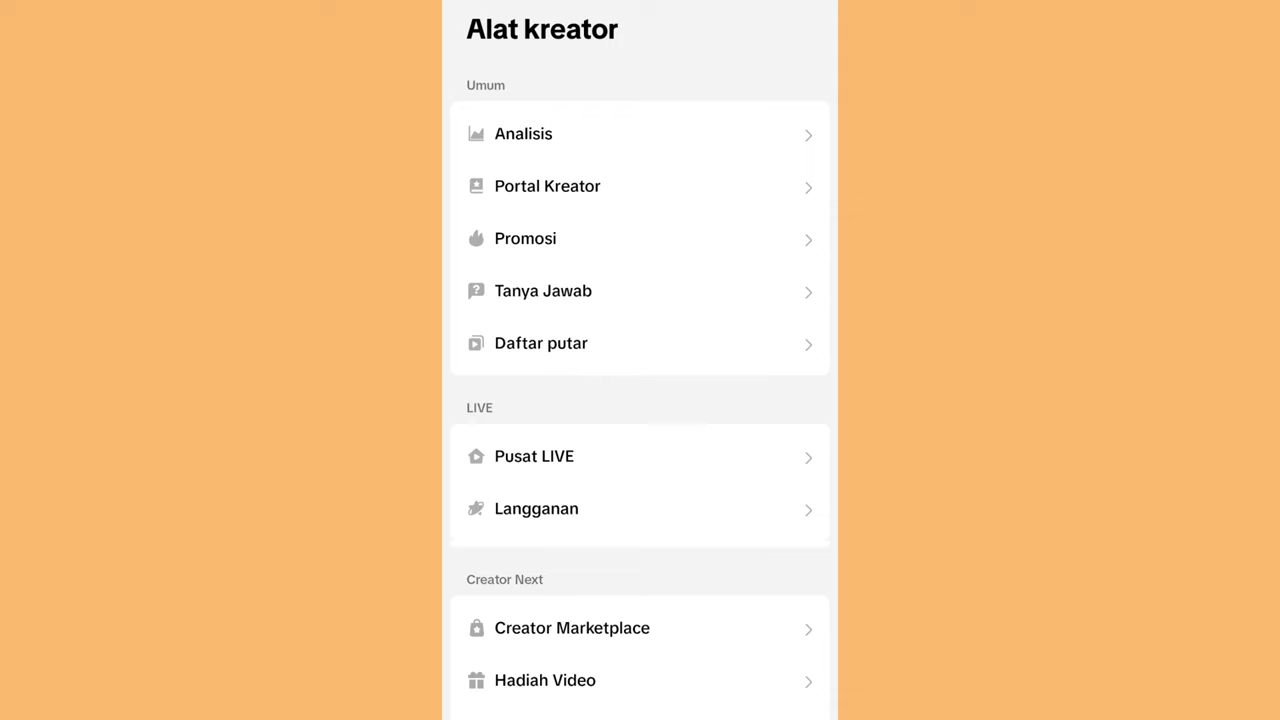 Alat kreator
Umum
Analisis
Portal Kreator
Promosi
Tanya Jawab
Daftar putar
LIVE
Pusat LIVE
Langganan
Creator Next
Creator Marketplace
Hadiah Video